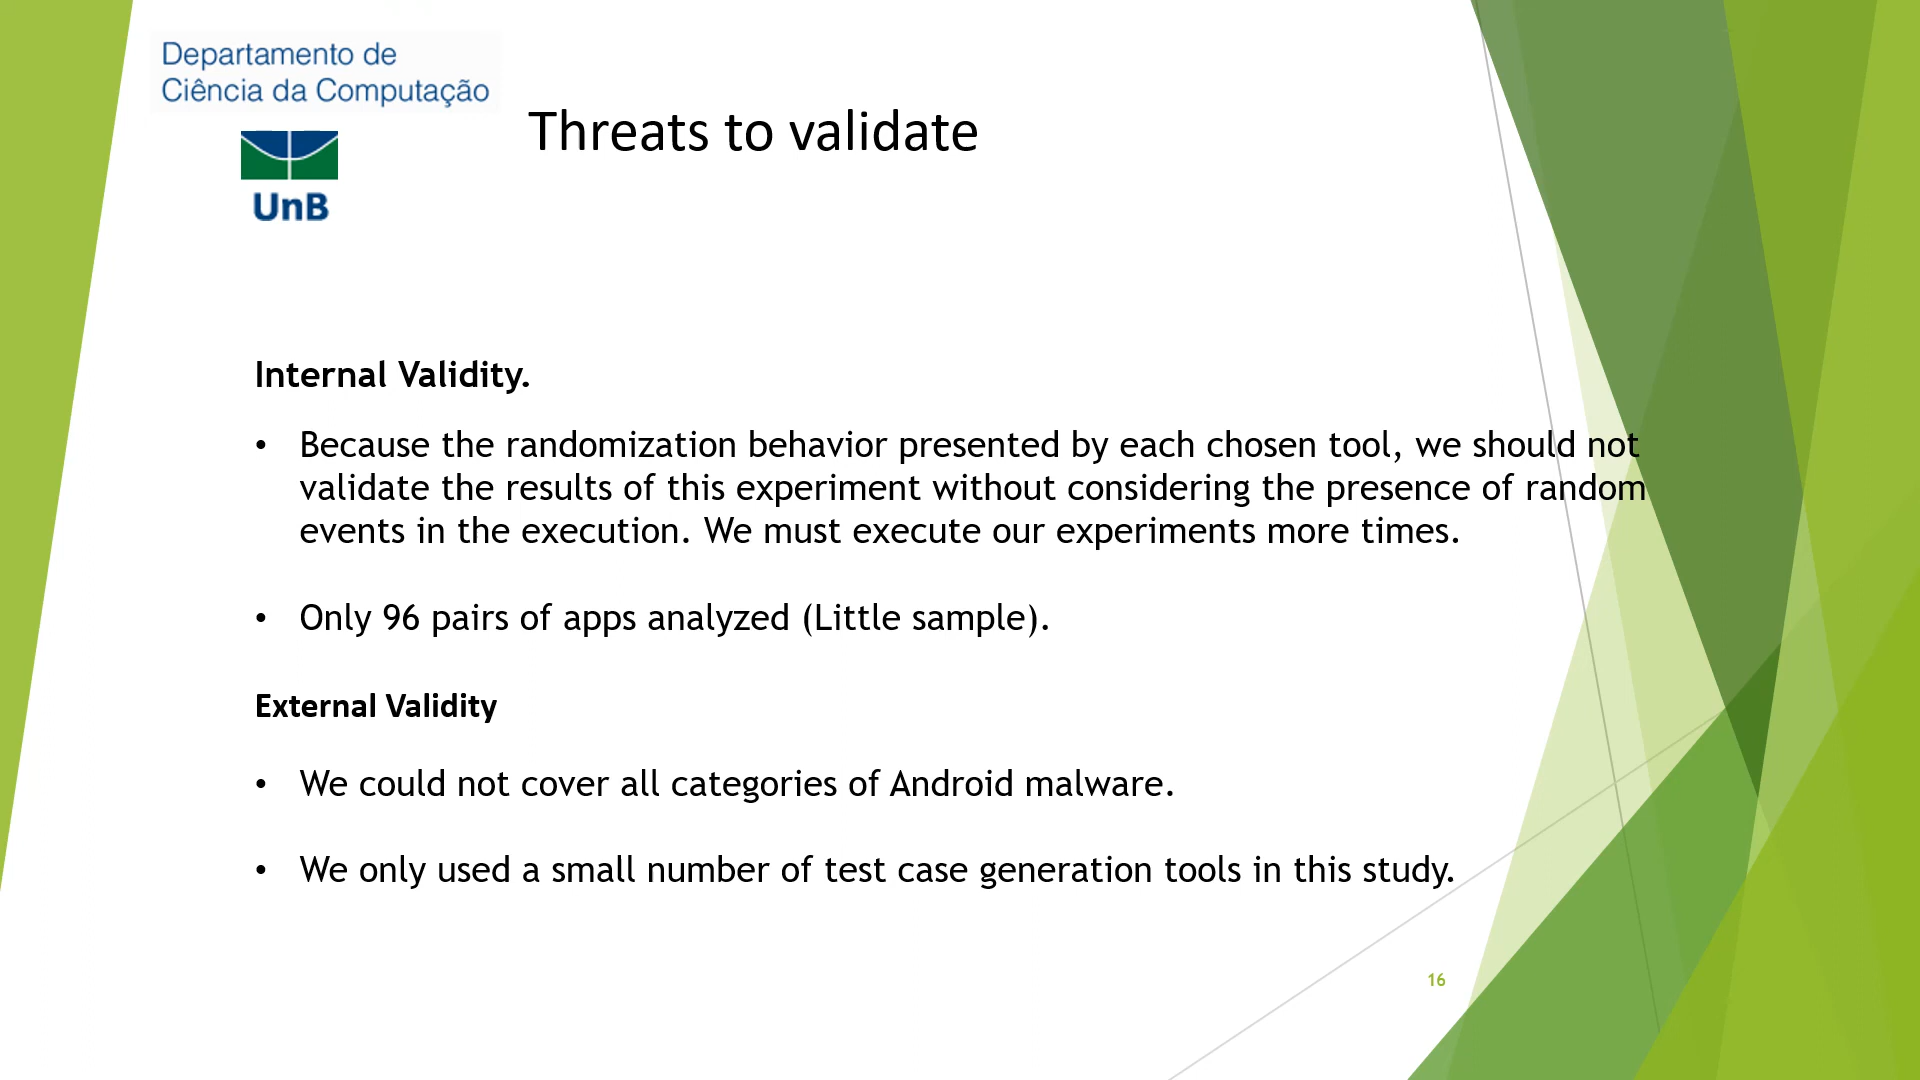 Departamento de
Ciência da Computação
UnB
Threats to validate
Internal Validity.
• Because the randomization behavior presented by each chosen tool, we should not
validate the results of this experiment without considering the presence of random
events in the execution. We must execute our experiments more times.
• Only 96 pairs of apps analyzed (Little sample).
External Validity
• We could not cover all categories of Android malware.
• We only used a small number of test case generation tools in this study.
16